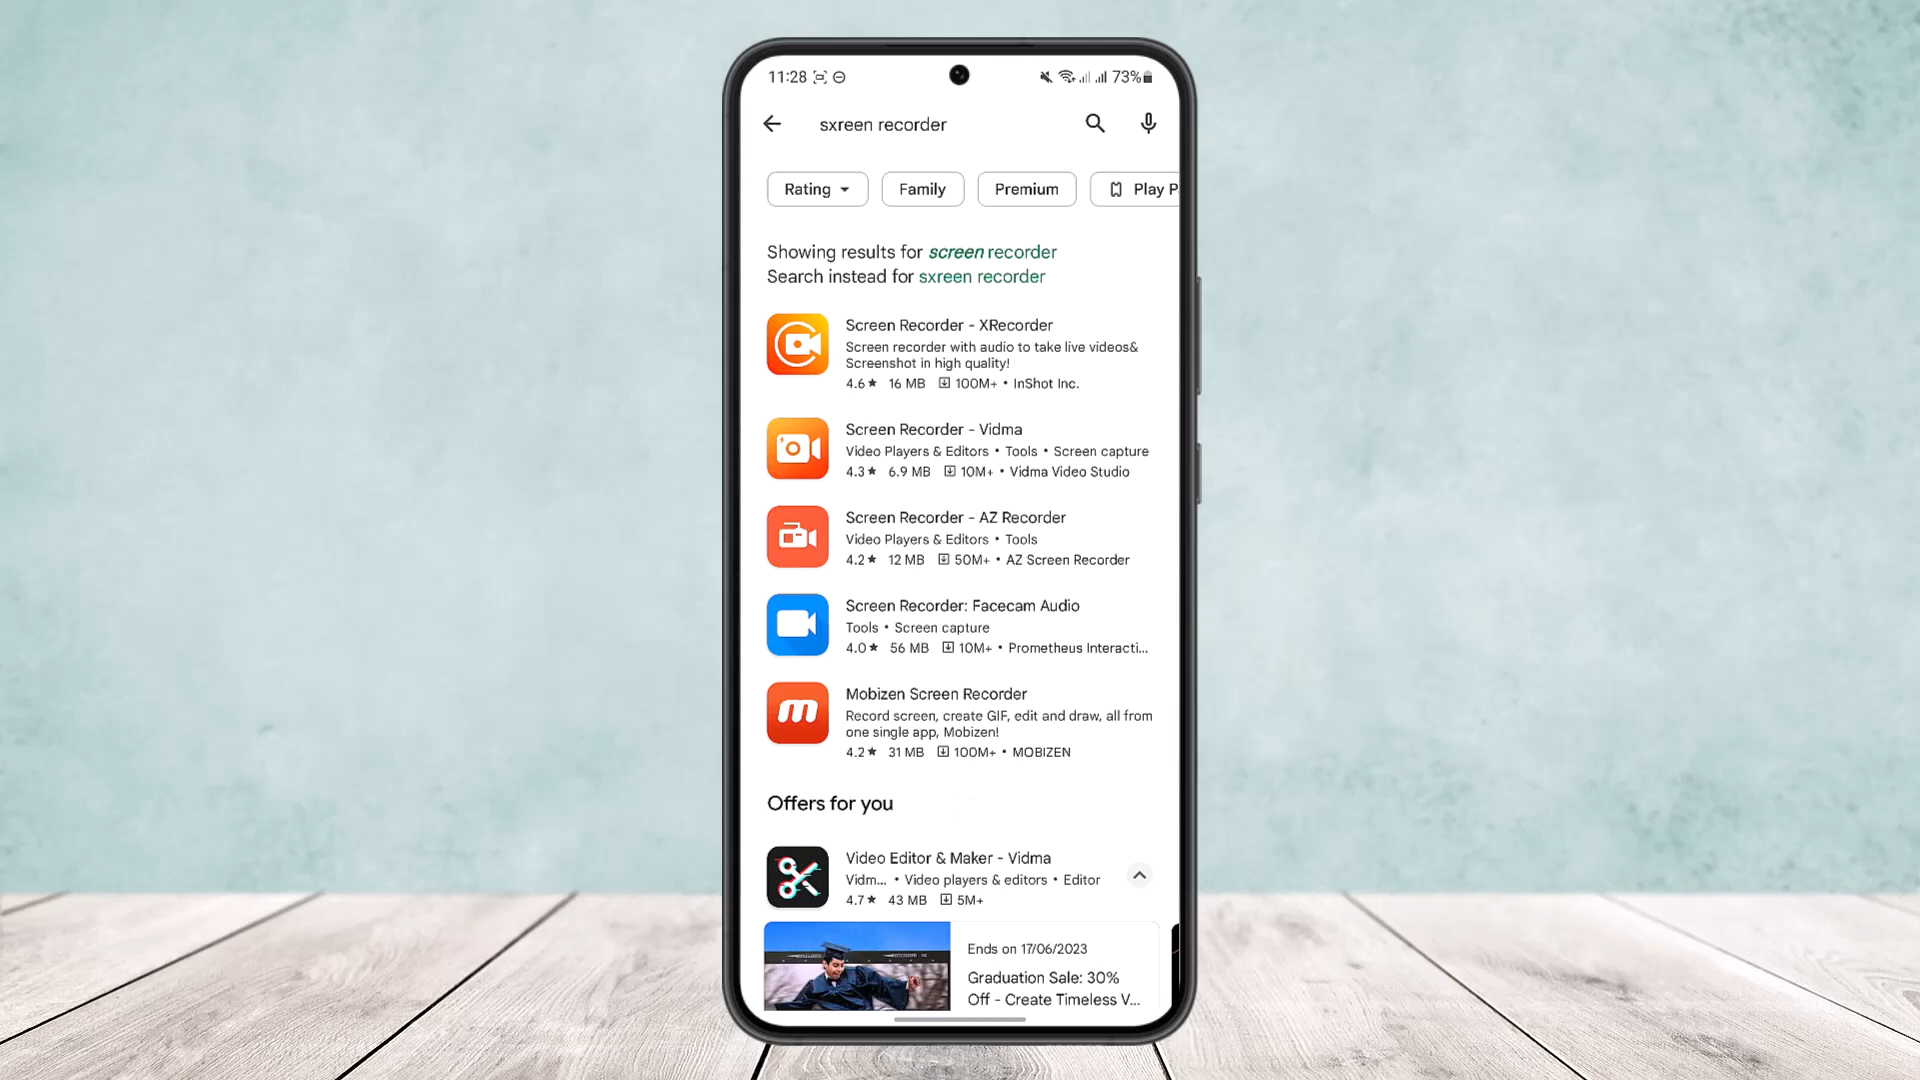 11:28 73%
sxreen recorder
Rating Family Premium Play P
Showing results for screen recorder
Search instead for sxreen recorder
Screen Recorder - XRecorder
Screen recorder with audio to take live videos&
Screenshot in high quality!
4.6★ 16 MB 100M+ • InShot Inc.
Screen Recorder - Vidma
Video Players & Editors • Tools • Screen capture
4.3★ 6.9 MB 10M+ • Vidma Video Studio
Screen Recorder - AZ Recorder
Video Players & Editors • Tools
4.2★ 12 MB 50M+ • AZ Screen Recorder
Screen Recorder: Facecam Audio
Tools • Screen capture
4.0★ 56 MB 10M+ • Prometheus Interacti...
m
Mobizen Screen Recorder
Record screen, create GIF, edit and draw, all from
one single app, Mobizen!
4.2★ 31 MB 100M+ • MOBIZEN
Offers for you
Video Editor & Maker - Vidma
Vidm... • Video players & editors • Editor
4.7★ 43 MB 5M+
Ends on 17/06/2023
Graduation Sale: 30%
Off - Create Timeless V...